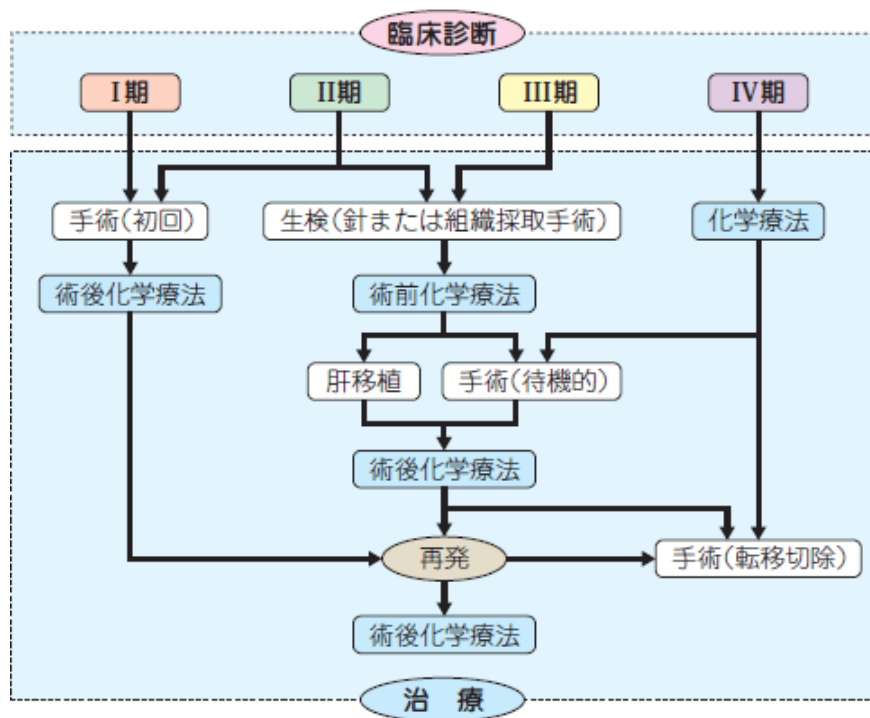 臨床診断
I期
II期
III期
IV期
手術(初回)
生検(針または組織採取手術)
化学療法
術後化学療法
術前化学療法
肝移植
手術(待機的)
術後化学療法
再発
手術(転移切除)
術後化学療法
治 療